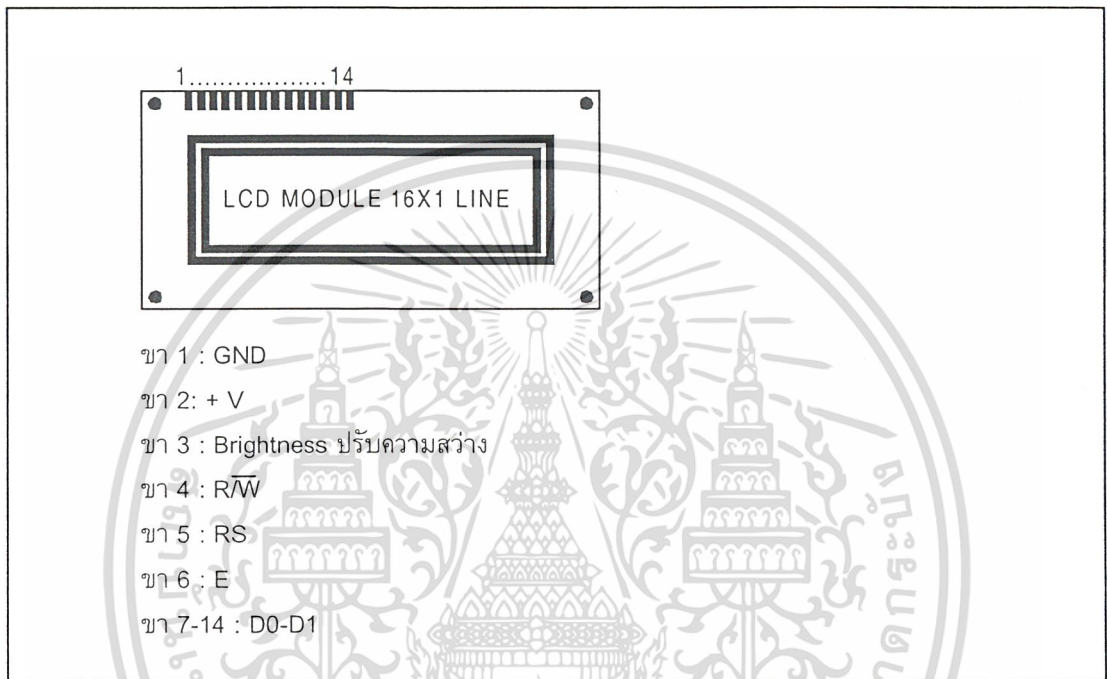 1..................14
LCD MODULE 16X1 LINE
ขา 1 : GND
ขา 2: + V
ขา 3 : Brightness ปรับความสว่าง
ขา 4 : R/W̅
ขา 5 : RS
ขา 6 : E
ขา 7-14 : D0-D1